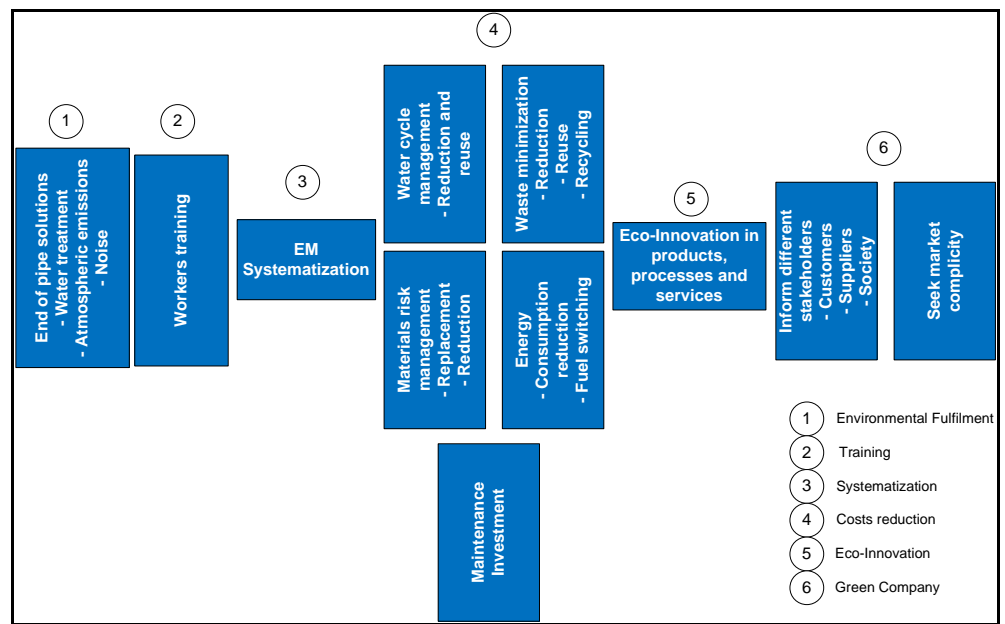 1
End of pipe solutions
- Water treatment
- Atmospheric emissions
- Noise
2
Workers training
3
EM
Systematization
4
Water cycle
management
- Reduction and
reuse
Waste minimization
- Reduction
- Reuse
- Recycling
Materials risk
management
- Replacement
- Reduction
Energy
- Consumption
reduction
- Fuel switching
Maintenance
Investment
5
Eco-Innovation in
products,
processes and
services
6
Inform different
stakeholders
- Customers
- Suppliers
- Society
Seek market
complicity
1 Environmental Fulfilment
2 Training
3 Systematization
4 Costs reduction
5 Eco-Innovation
6 Green Company